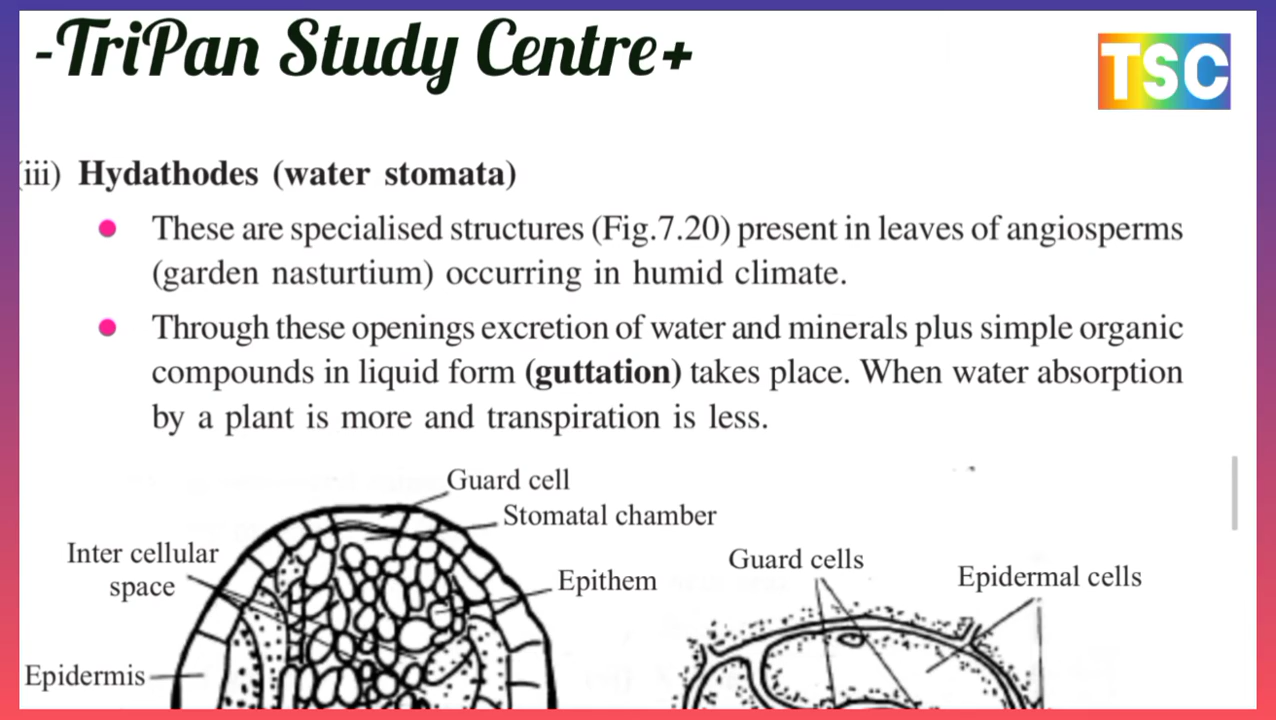 -TriPan Study Centre+
TSC
iii) Hydathodes (water stomata)
These are specialised structures (Fig.7.20) present in leaves of angiosperms
(garden nasturtium) occurring in humid climate.
Through these openings excretion of water and minerals plus simple organic
compounds in liquid form (guttation) takes place. When water absorption
by a plant is more and transpiration is less.
Guard cell
Stomatal chamber
Inter cellular
space
Guard cells
Epidermal cells
Epithem
Epidermis